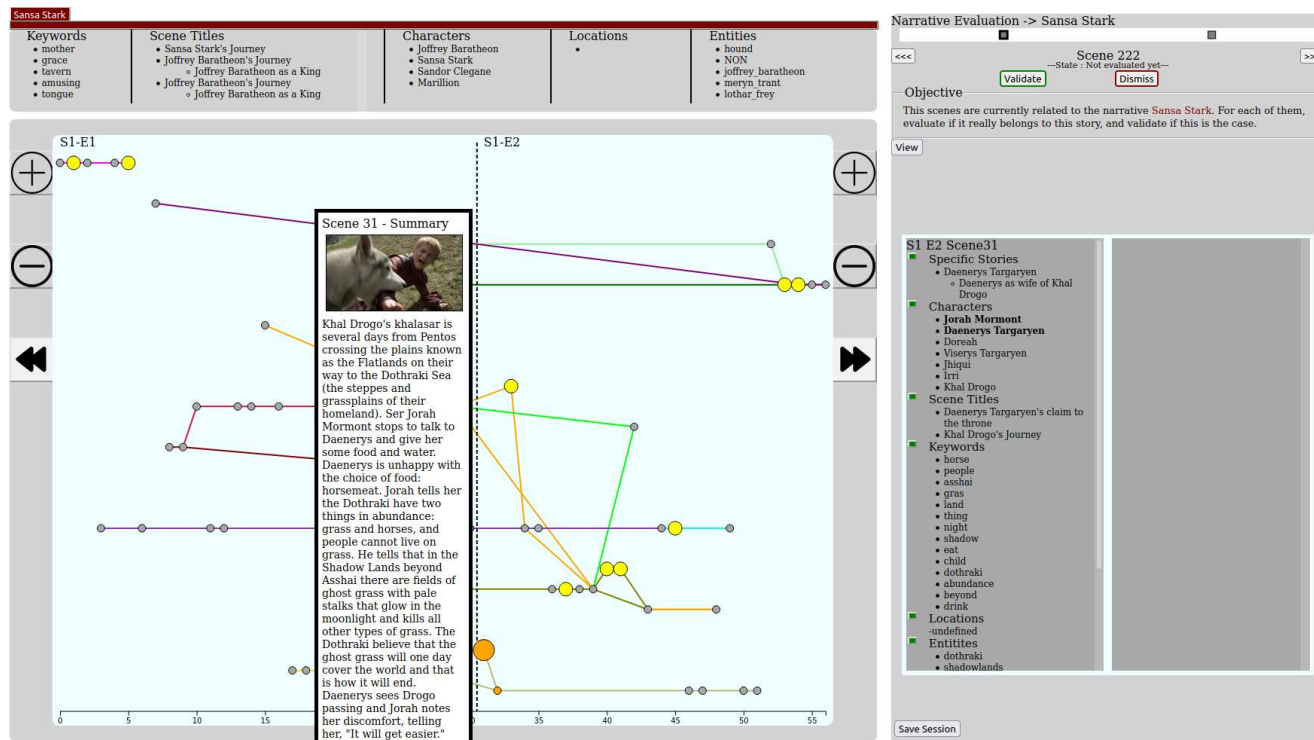 Sansa Stark
Keywords
mother
grace
tavern
amusing
tongue
Scene Titles
Sansa Stark's Journey
Joffrey Baratheon's Journey
Joffrey Baratheon as a King
Joffrey Baratheon's Journey
Joffrey Baratheon as a King
Characters
Joffrey Baratheon
Sansa Stark
Sandor Clegane
Marillion
Locations
Entities
hound
NON
joffrey_baratheon
meryn_trant
lothar_frey
S1-E1
S1-E2
Scene 31 - Summary
Khal Drogo's khalasar is
several days from Pentos
crossing the plains known
as the Flatlands on their
way to the Dothraki Sea
(the steppes and
grassplains of their
homeland). Ser Jorah
Mormont stops to talk to
Daenerys and give her
some food and water.
Daenerys is unhappy with
the choice of food:
horsemeat. Jorah tells her
the Dothraki have two
things in abundance:
grass and horses, and
people cannot live on
grass. He tells that in the
Shadow Lands beyond
Asshai there are fields of
ghost grass with pale
stalks that glow in the
moonlight and kills all
other types of grass. The
Dothraki believe that the
ghost grass will one day
cover the world and that
is how it will end.
Daenerys sees Drogo
passing and Jorah notes
her discomfort, telling
her, "It will get easier."
0 5 10 15 0 35 40 45 50 55
Narrative Evaluation -> Sansa Stark
<<<
Scene 222
>>
---State : Not evaluated yet---
Validate
Dismiss
Objective
This scenes are currently related to the narrative Sansa Stark. For each of them,
evaluate if it really belongs to this story, and validate if this is the case.
View
S1 E2 Scene31
Specific Stories
Daenerys Targaryen
Daenerys as wife of Khal
Drogo
Characters
Jorah Mormont
Daenerys Targaryen
Doreah
Viserys Targaryen
Jhiqui
Irri
Khal Drogo
Scene Titles
Daenerys Targaryen's claim to
the throne
Khal Drogo's Journey
Keywords
horse
people
asshai
gras
land
thing
night
shadow
eat
child
dothraki
abundance
beyond
drink
Locations
-undefined
Entitites
dothraki
shadowlands
Save Session